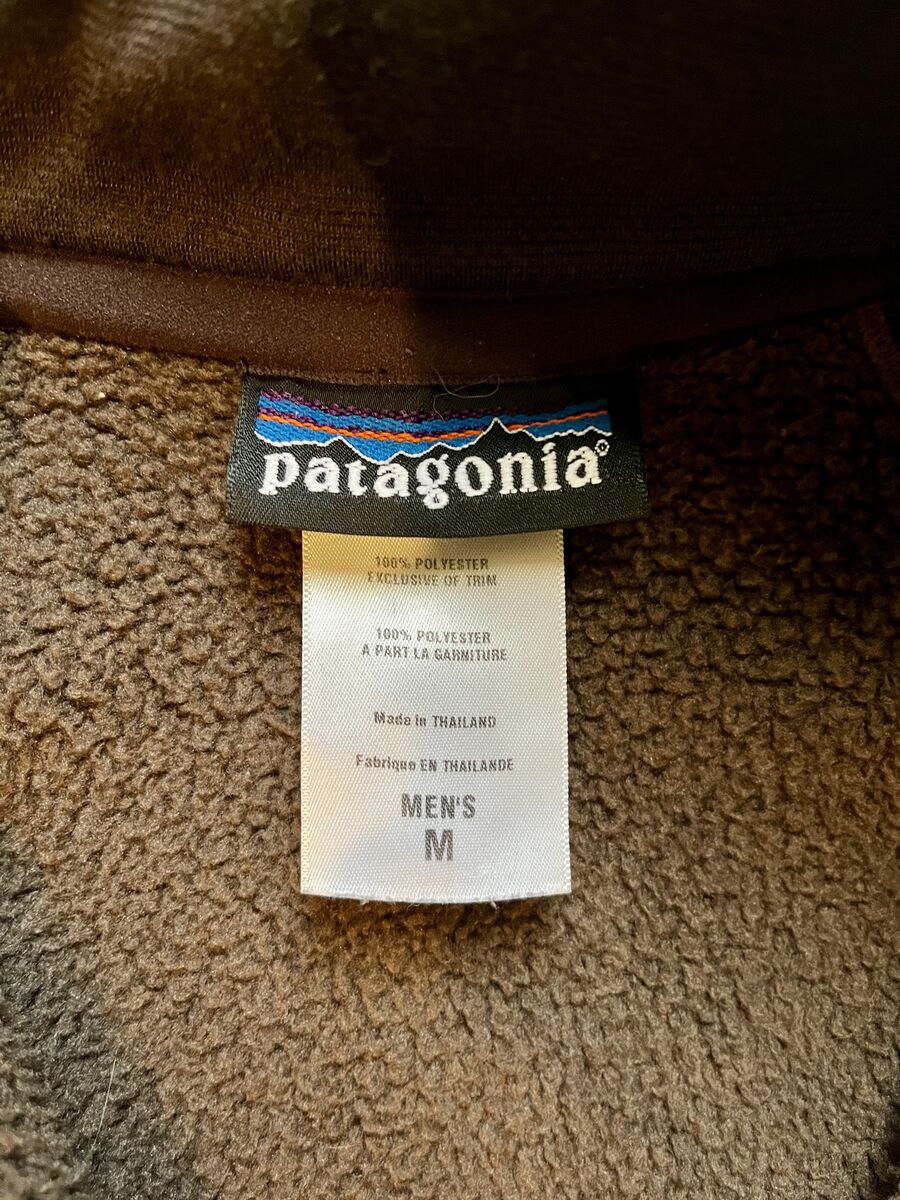 patagonia®
100% POLYESTER
EXCLUSIVE OF TRIM
100% POLYESTER
À PART LA GARNITURE
Made in THAILAND
Fabrique EN THAILANDE
MEN'S
M